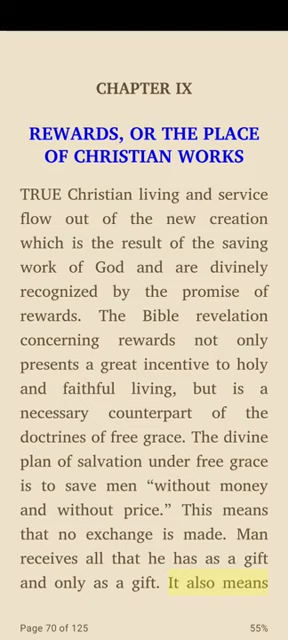 CHAPTER IX
REWARDS, OR THE PLACE
OF CHRISTIAN WORKS
TRUE Christian living and service
flow out of the new creation
which is the result of the saving
work of God and are divinely
recognized by the promise of
rewards. The Bible revelation
concerning rewards not only
presents a great incentive to holy
and faithful living, but is a
necessary counterpart of the
doctrines of free grace. The divine
plan of salvation under free grace
is to save men “without money
and without price.” This means
that no exchange is made. Man
receives all that he has as a gift
and only as a gift. It also means
Page 70 of 125 55%